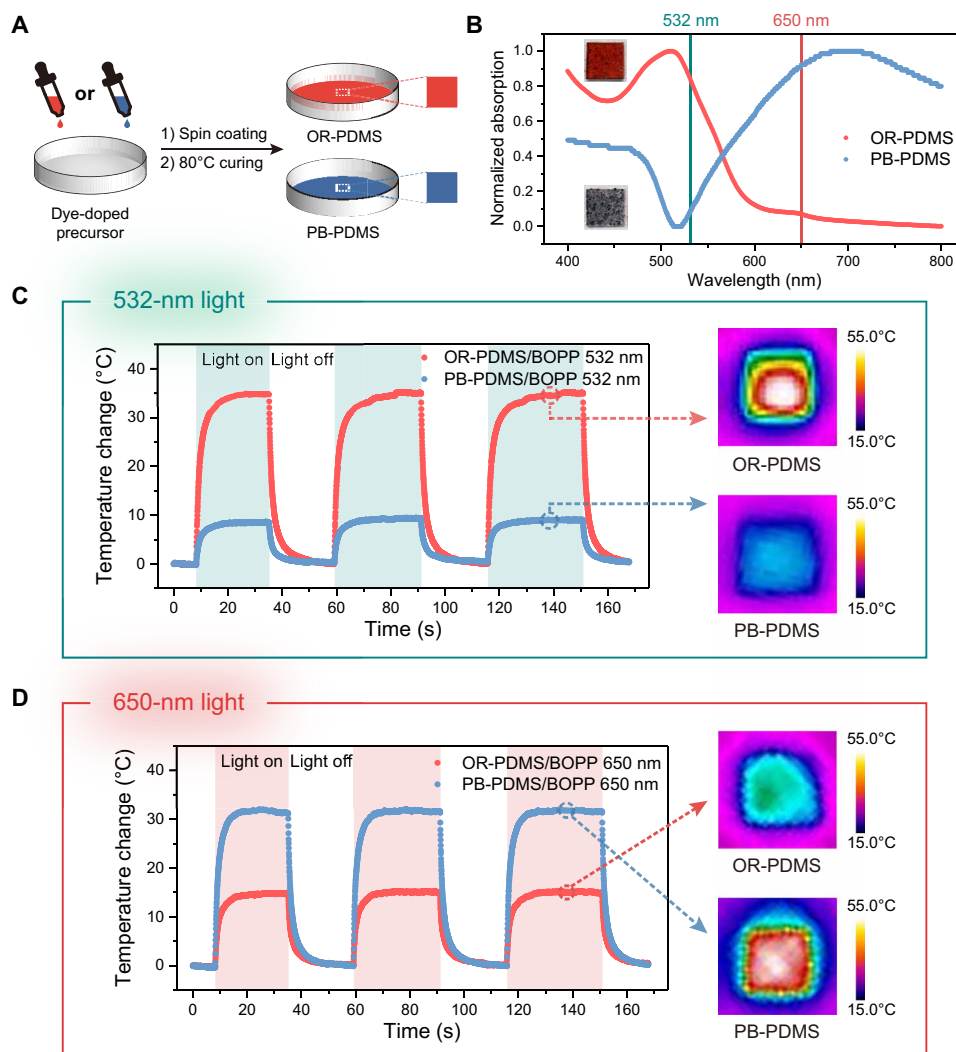 A
or
1) Spin coating
2) 80°C curing
Dye-doped
precursor
OR-PDMS
PB-PDMS
B
532 nm
650 nm
Normalized absorption
1.0
0.8
0.6
0.4
0.2
0.0
OR-PDMS
PB-PDMS
400
500
600
700
800
Wavelength (nm)
C
532-nm light
Temperature change (°C)
40
30
20
10
0
Light on
Light off
OR-PDMS/BOPP 532 nm
PB-PDMS/BOPP 532 nm
0
20
40
60
80
100
120
140
160
Time (s)
55.0°C
15.0°C
OR-PDMS
55.0°C
15.0°C
PB-PDMS
D
650-nm light
Temperature change (°C)
40
30
20
10
0
Light on
Light off
OR-PDMS/BOPP 650 nm
PB-PDMS/BOPP 650 nm
0
20
40
60
80
100
120
140
160
Time (s)
55.0°C
15.0°C
OR-PDMS
55.0°C
15.0°C
PB-PDMS